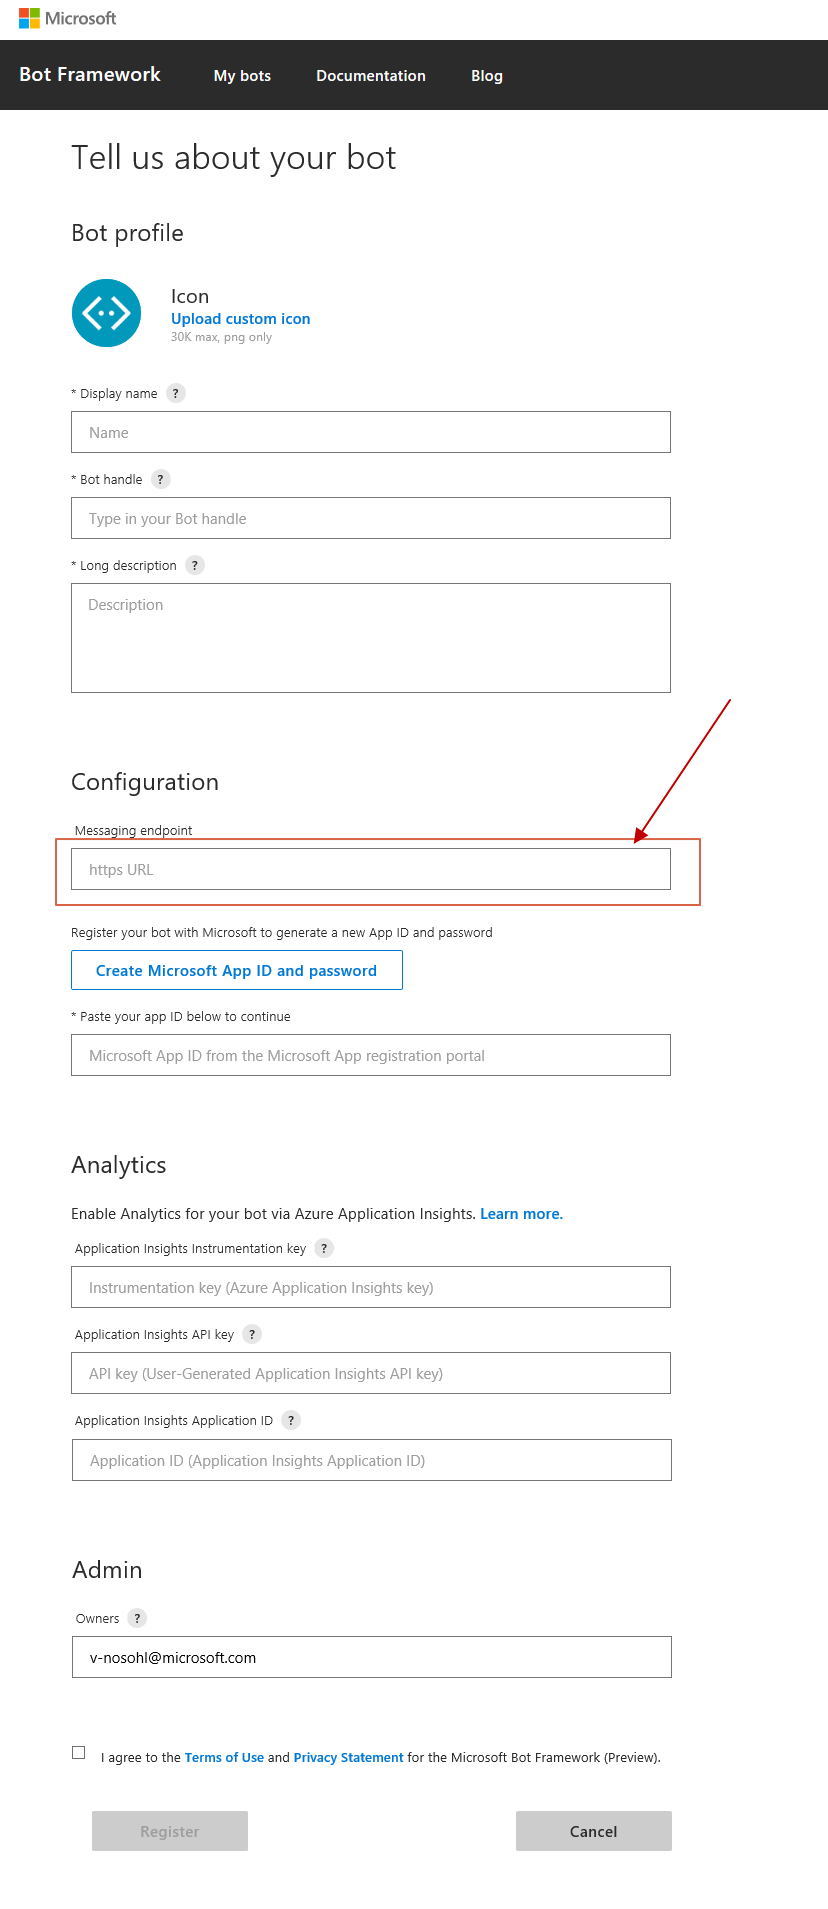 Microsoft
Bot Framework My bots Documentation Blog
Tell us about your bot
Bot profile
Icon
Upload custom icon
30K max, png only
* Display name ?
Name
* Bot handle ?
Type in your Bot handle
* Long description ?
Description
Configuration
Messaging endpoint
https URL
Register your bot with Microsoft to generate a new App ID and password
Create Microsoft App ID and password
* Paste your app ID below to continue
Microsoft App ID from the Microsoft App registration portal
Analytics
Enable Analytics for your bot via Azure Application Insights. Learn more.
Application Insights Instrumentation key ?
Instrumentation key (Azure Application Insights key)
Application Insights API key ?
API key (User-Generated Application Insights API key)
Application Insights Application ID ?
Application ID (Application Insights Application ID)
Admin
Owners ?
v-nosohl@microsoft.com
I agree to the Terms of Use and Privacy Statement for the Microsoft Bot Framework (Preview).
Register Cancel